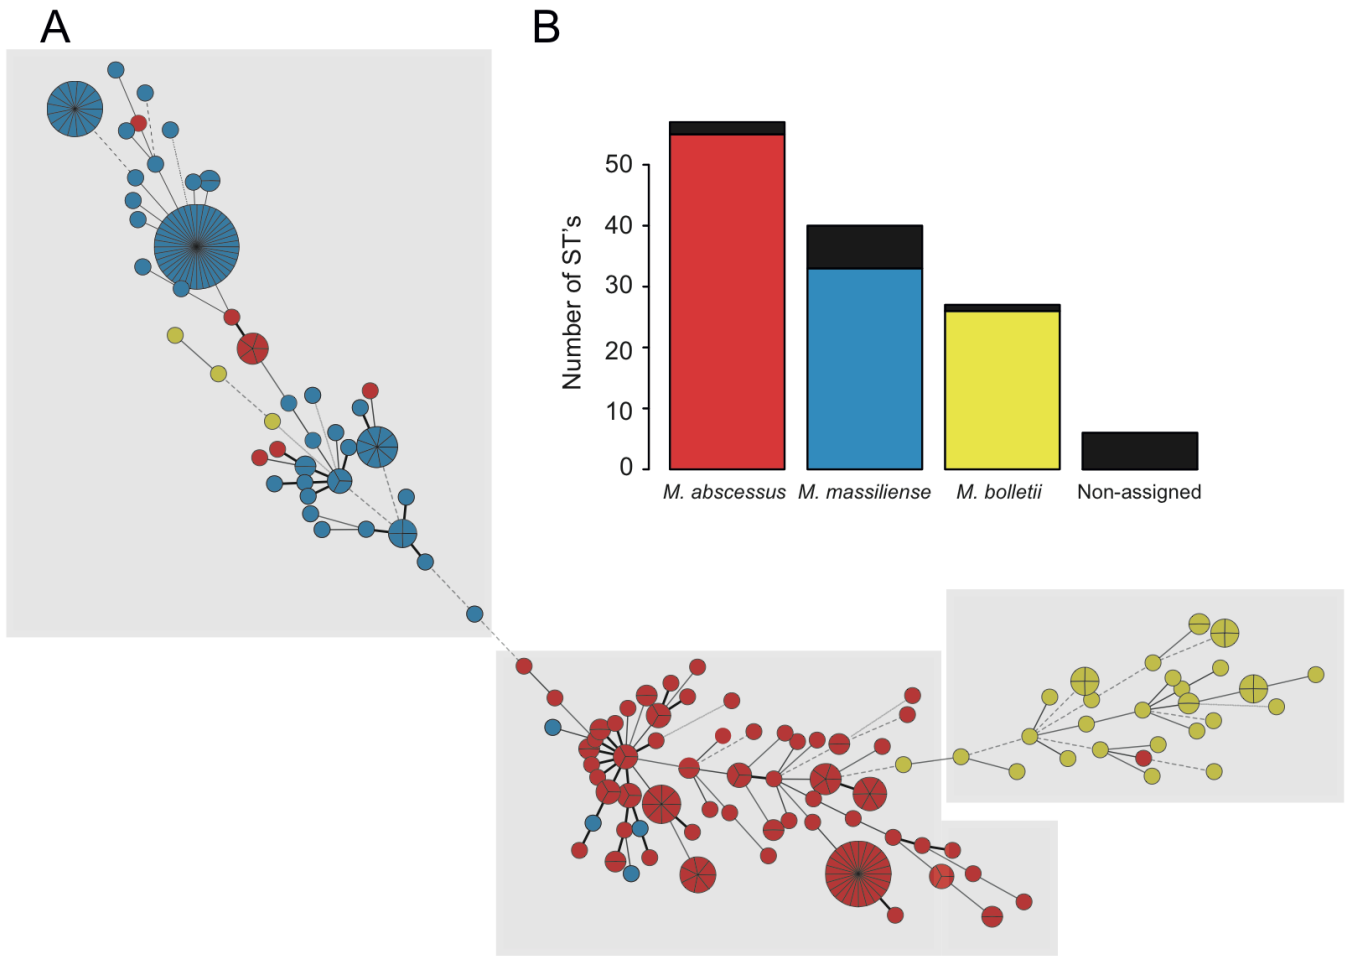 A
B
Number of ST's
50
40
30
20
10
0
M. abscessus
M. massiliense
M. bolletii
Non-assigned